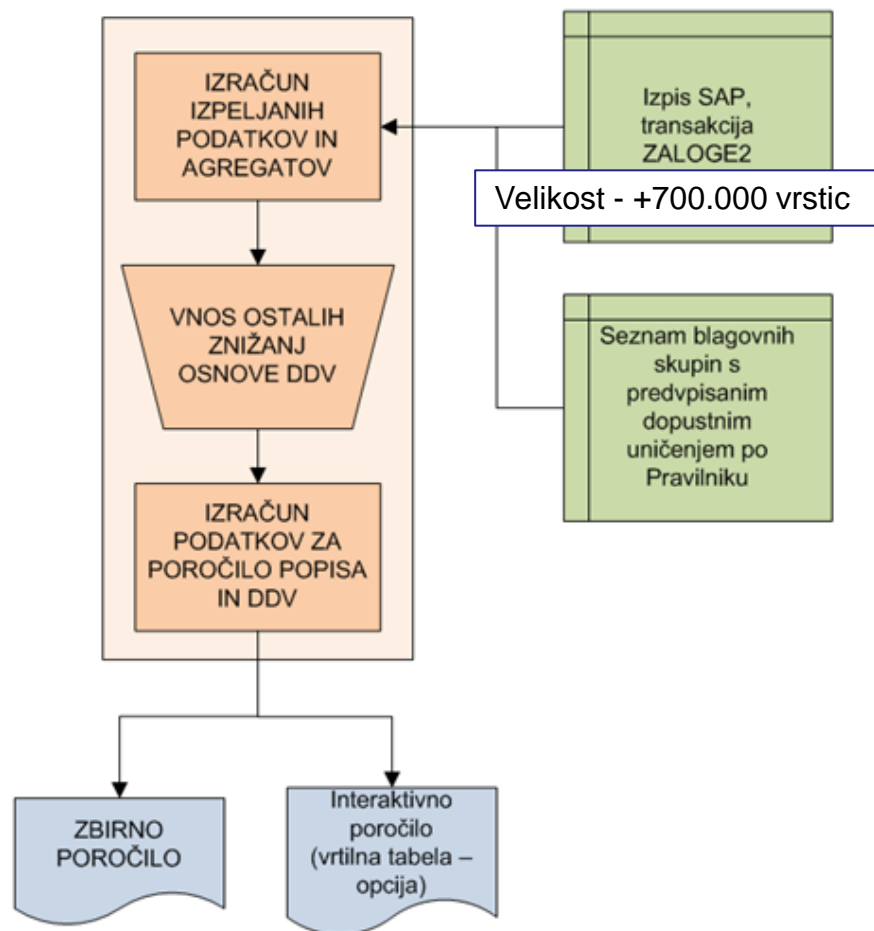 IZRAČUN
IZPELJANIH
PODATKOV IN
AGREGATOV
Izpis SAP,
transakcija
ZALOGE2
Velikost - +700.000 vrstic
VNOS OSTALIH
ZNIŽANJ
OSNOVE DDV
Seznam blagovnih
skupin s
predvpisanim
dopustnim
uničenjem po
Pravilniku
IZRAČUN
PODATKOV ZA
POROČILO POPISA
IN DDV
ZBIRNO
POROČILO
Interaktivno
poročilo
(vrtilna tabela –
opcija)